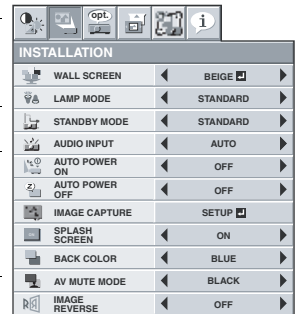 opt.
i
INSTALLATION
WALL SCREEN BEIGE
LAMP MODE STANDARD
STANDBY MODE STANDARD
AUDIO INPUT AUTO
AUTO POWER
ON OFF
AUTO POWER
OFF OFF
IMAGE CAPTURE SETUP
SPLASH
SCREEN ON
BACK COLOR BLUE
AV MUTE MODE BLACK
IMAGE
REVERSE OFF